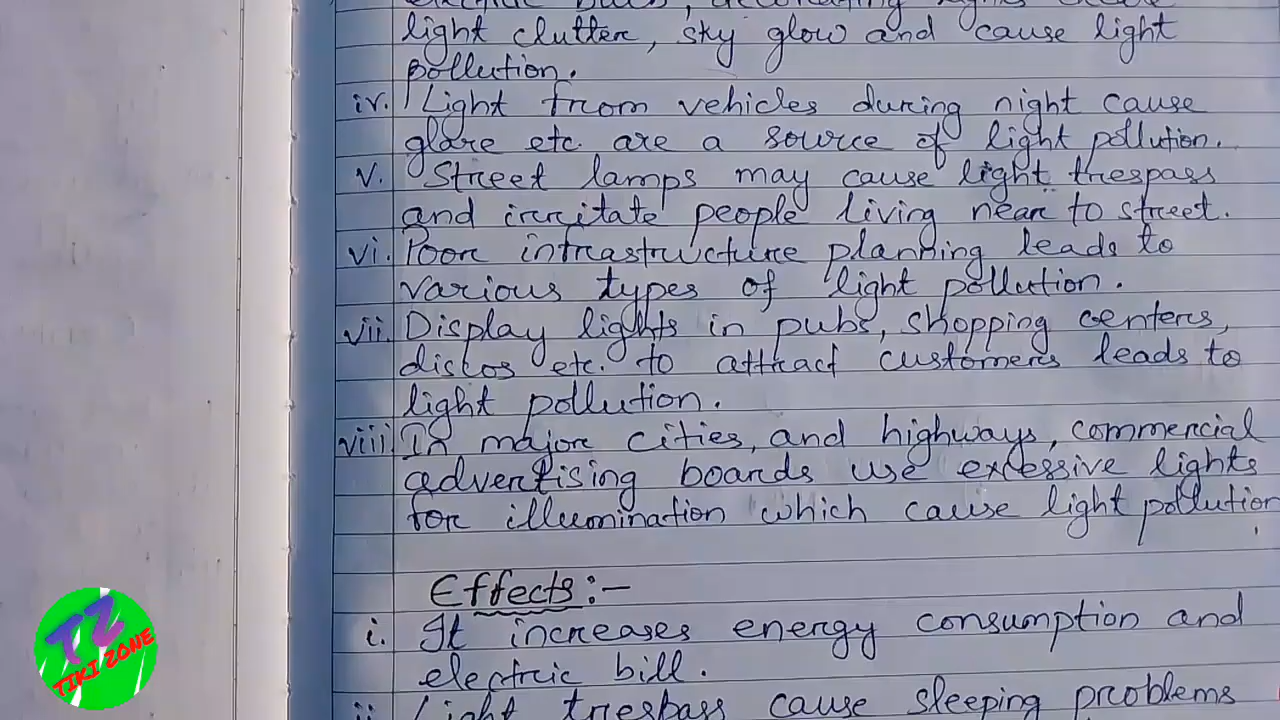 light clutter, sky glow and cause light
pollution.
iv. Light from vehicles during night cause
glare etc. are a source of light pollution.
v. Street lamps may cause light trespass
and irritate people living near to street.
vi. Poor infrastructure planning leads to
various types of light pollution.
vii. Display lights in pubs, shopping centers,
discos etc. to attract customers leads to
light pollution.
viii. In major cities, and highways, commercial
advertising boards use excessive lights
for illumination which cause light pollution.
Effects:-
i. It increases energy consumption and
electric bill.
ii. Light trespass cause sleeping problems
TZ
TIKI ZONE